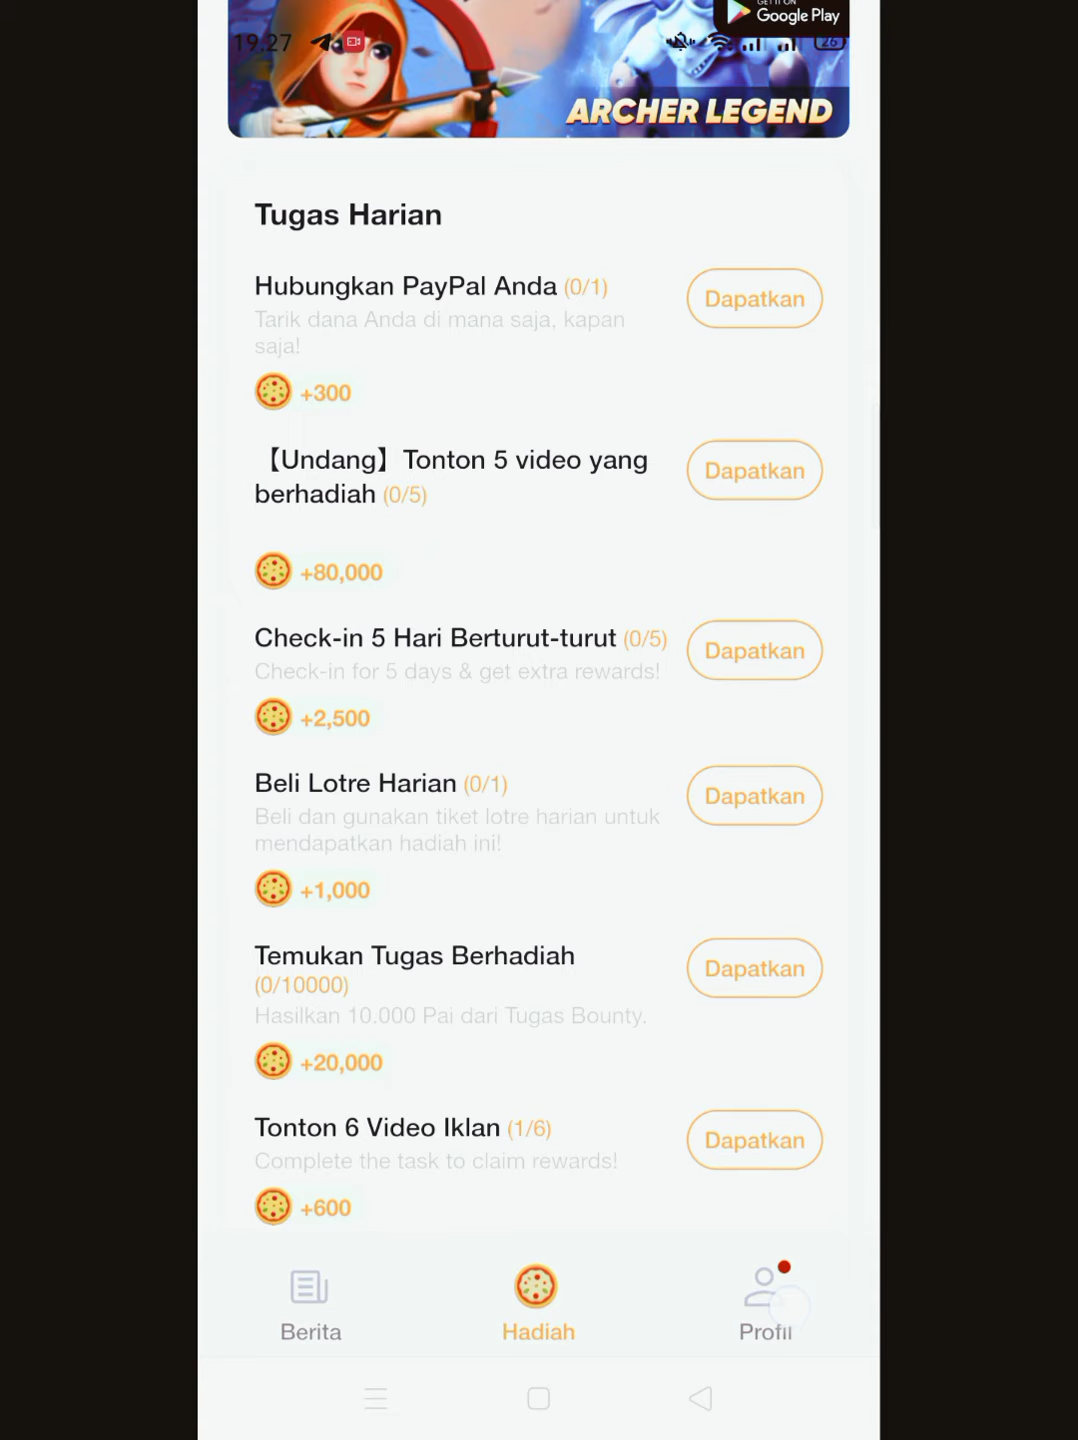 GET IT ON
Google Play
19.27
26
ARCHER LEGEND
Tugas Harian
Hubungkan PayPal Anda (0/1)
Dapatkan
Tarik dana Anda di mana saja, kapan
saja!
+300
【Undang】Tonton 5 video yang
berhadiah (0/5)
Dapatkan
+80,000
Check-in 5 Hari Berturut-turut (0/5)
Dapatkan
Check-in for 5 days & get extra rewards!
+2,500
Beli Lotre Harian (0/1)
Dapatkan
Beli dan gunakan tiket lotre harian untuk
mendapatkan hadiah ini!
+1,000
Temukan Tugas Berhadiah
(0/10000)
Dapatkan
Hasilkan 10.000 Pai dari Tugas Bounty.
+20,000
Tonton 6 Video Iklan (1/6)
Dapatkan
Complete the task to claim rewards!
+600
Berita
Hadiah
Profil